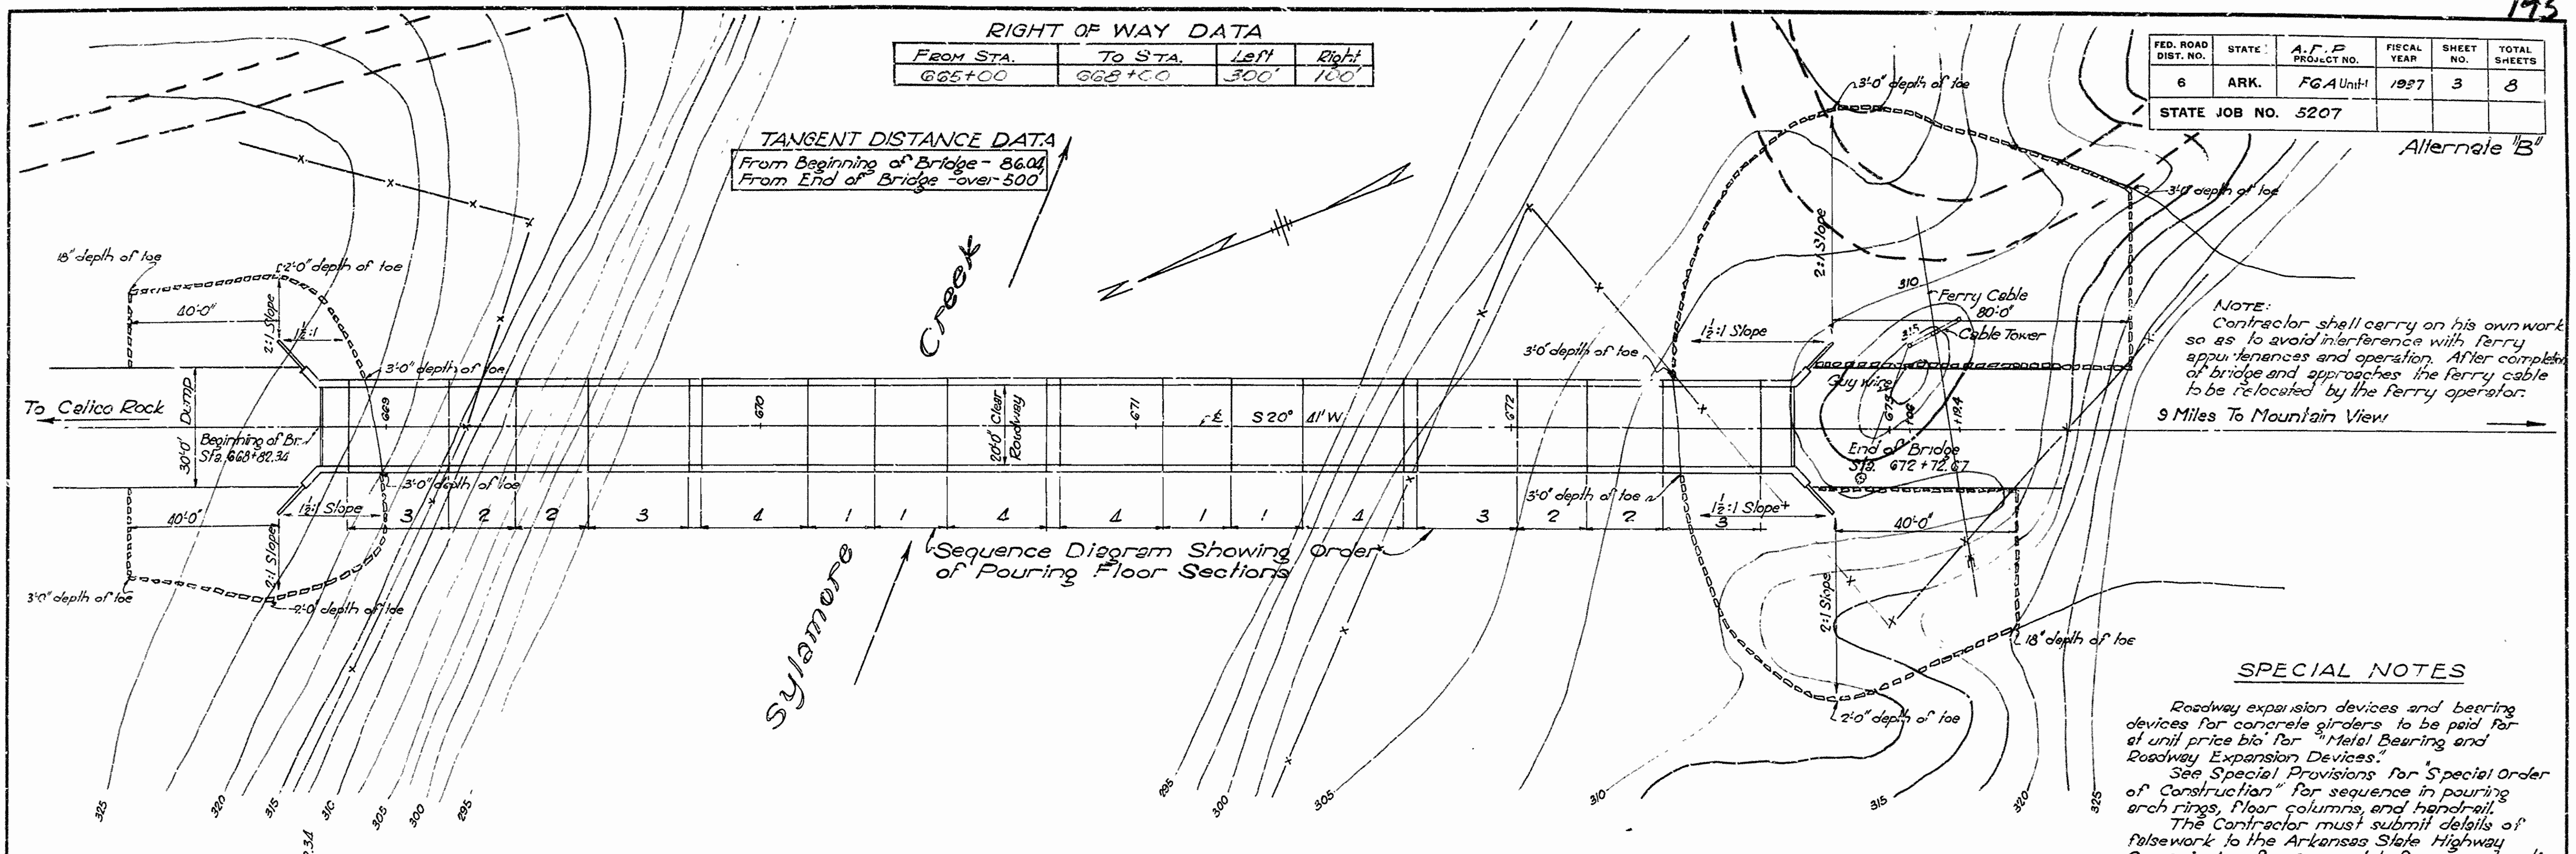 195
RIGHT OF WAY DATA
FROM STA. TO STA. Left Right
665+00 668+00 300' 100'
FED. ROAD DIST. NO. STATE A.F.P. PROJECT NO. FISCAL YEAR SHEET NO. TOTAL SHEETS
6 ARK. FGA Unit-1 1937 3 8
STATE JOB NO. 5207
Alternate "B"
TANGENT DISTANCE DATA
From Beginning of Bridge - 86.04'
From End of Bridge - over 500'
3'-0" depth of toe
3'-0" depth of toe
18" depth of toe
2'-0" depth of toe
40'-0"
2:1 Slope
1½:1
3'-0" depth of toe
Creek
2:1 Slope
310
Ferry Cable
80'-0"
315
Cable Tower
1½:1 Slope
3'-0" depth of toe
Guy wire
NOTE:
Contractor shall carry on his own work
so as to avoid interference with ferry
appurtenances and operation. After completion
of bridge and approaches the ferry cable
to be relocated by the ferry operator.
To Calico Rock
30'-0" Dump
Beginning of Br.
Sta. 668+82.34
669
670
20'-0" Clear
Roadway
671
℄ S 20° 41' W
672
673
+19.4
End of Bridge
Sta. 672+72.67
9 Miles To Mountain View
3'-0" depth of toe
3'-0" depth of toe
40'-0"
1½:1 Slope
2:1 Slope
3 2 2 3 4 1 1 4 4 1 1 4 3 2 2 3
1½:1 Slope
40'-0"
Sequence Diagram Showing Order
of Pouring Floor Sections
Sylamore
3'-0" depth of toe
2'-0" depth of toe
2:1 Slope
18" depth of toe
2'-0" depth of toe
SPECIAL NOTES
Roadway expansion devices and bearing
devices for concrete girders to be paid for
at unit price bid for "Metal Bearing and
Roadway Expansion Devices."
See Special Provisions for "Special Order
of Construction" for sequence in pouring
arch rings, floor columns, and handrail.
The Contractor must submit details of
falsework to the Arkansas State Highway
325 320 315 310 305 300 295
295 300 305 310 315 320 325